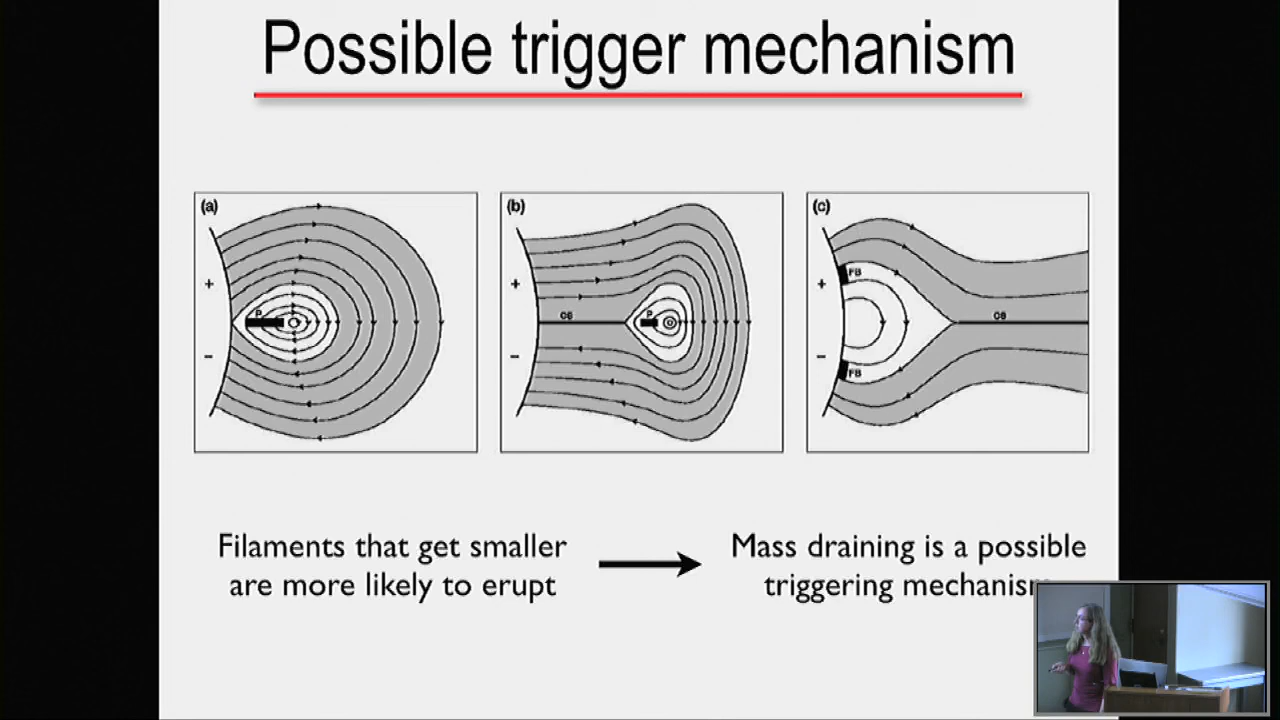 Possible trigger mechanism
(a)
+
P
−
(b)
+
CS
P
−
(c)
+
FB
CS
−
FB
Filaments that get smaller
are more likely to erupt
Mass draining is a possible
triggering mechanism